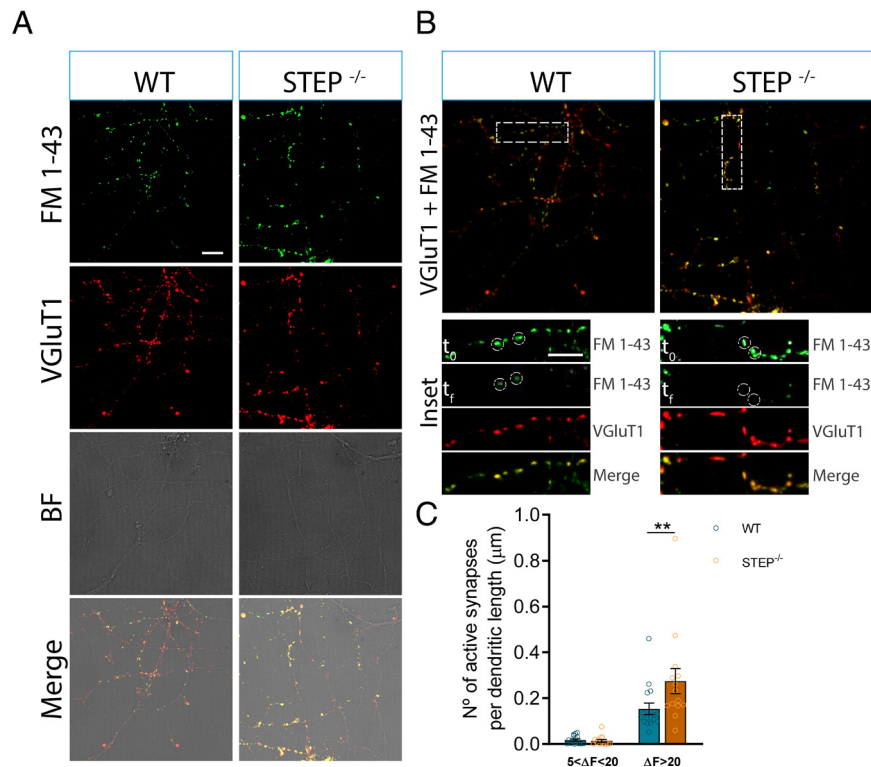 A
WT
STEP -/-
FM 1-43
VGluT1
BF
Merge
B
WT
STEP -/-
VGluT1 + FM 1-43
Inset
t0
FM 1-43
t0
FM 1-43
tf
FM 1-43
tf
FM 1-43
VGluT1
VGluT1
Merge
Merge
C
Nº of active synapses
per dendritic length (μm)
1.0
0.8
0.6
0.4
0.2
0.0
**
WT
STEP-/-
5<ΔF<20
ΔF>20